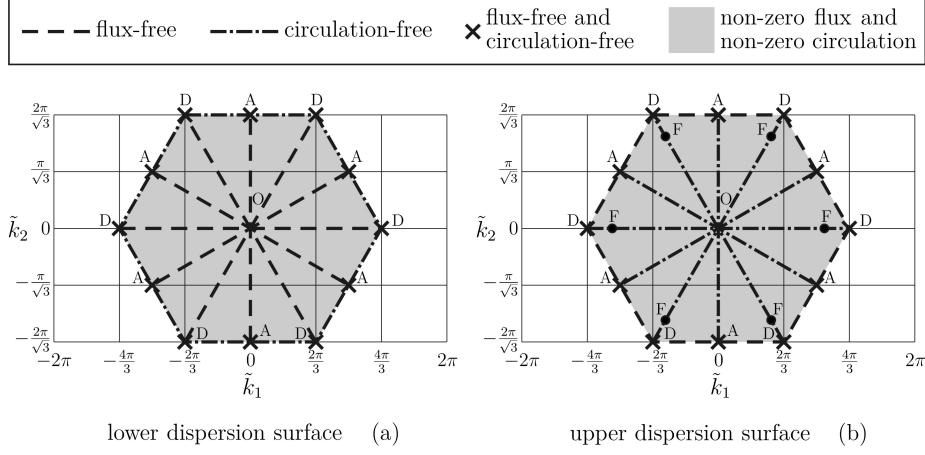 flux-free
circulation-free
flux-free and
circulation-free
non-zero flux and
non-zero circulation
D A D
2π/√3
A A
π/√3
O
D D
k̃₂ 0
A A
−π/√3
D A D
−2π/√3
−2π −4π/3 −2π/3 0 2π/3 4π/3 2π
k̃₁
lower dispersion surface (a)
D A D
2π/√3
F F
A A
π/√3
O
D F F D
k̃₂ 0
A A
−π/√3
F F
D A D
−2π/√3
−2π −4π/3 −2π/3 0 2π/3 4π/3 2π
k̃₁
upper dispersion surface (b)